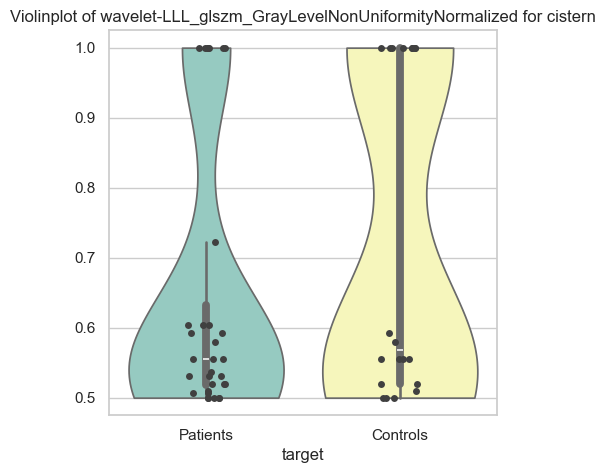 Violinplot of wavelet-LLL_glszm_GrayLevelNonUniformityNormalized for cistern
1.0
0.9
0.8
0.7
0.6
0.5
Patients
Controls
target